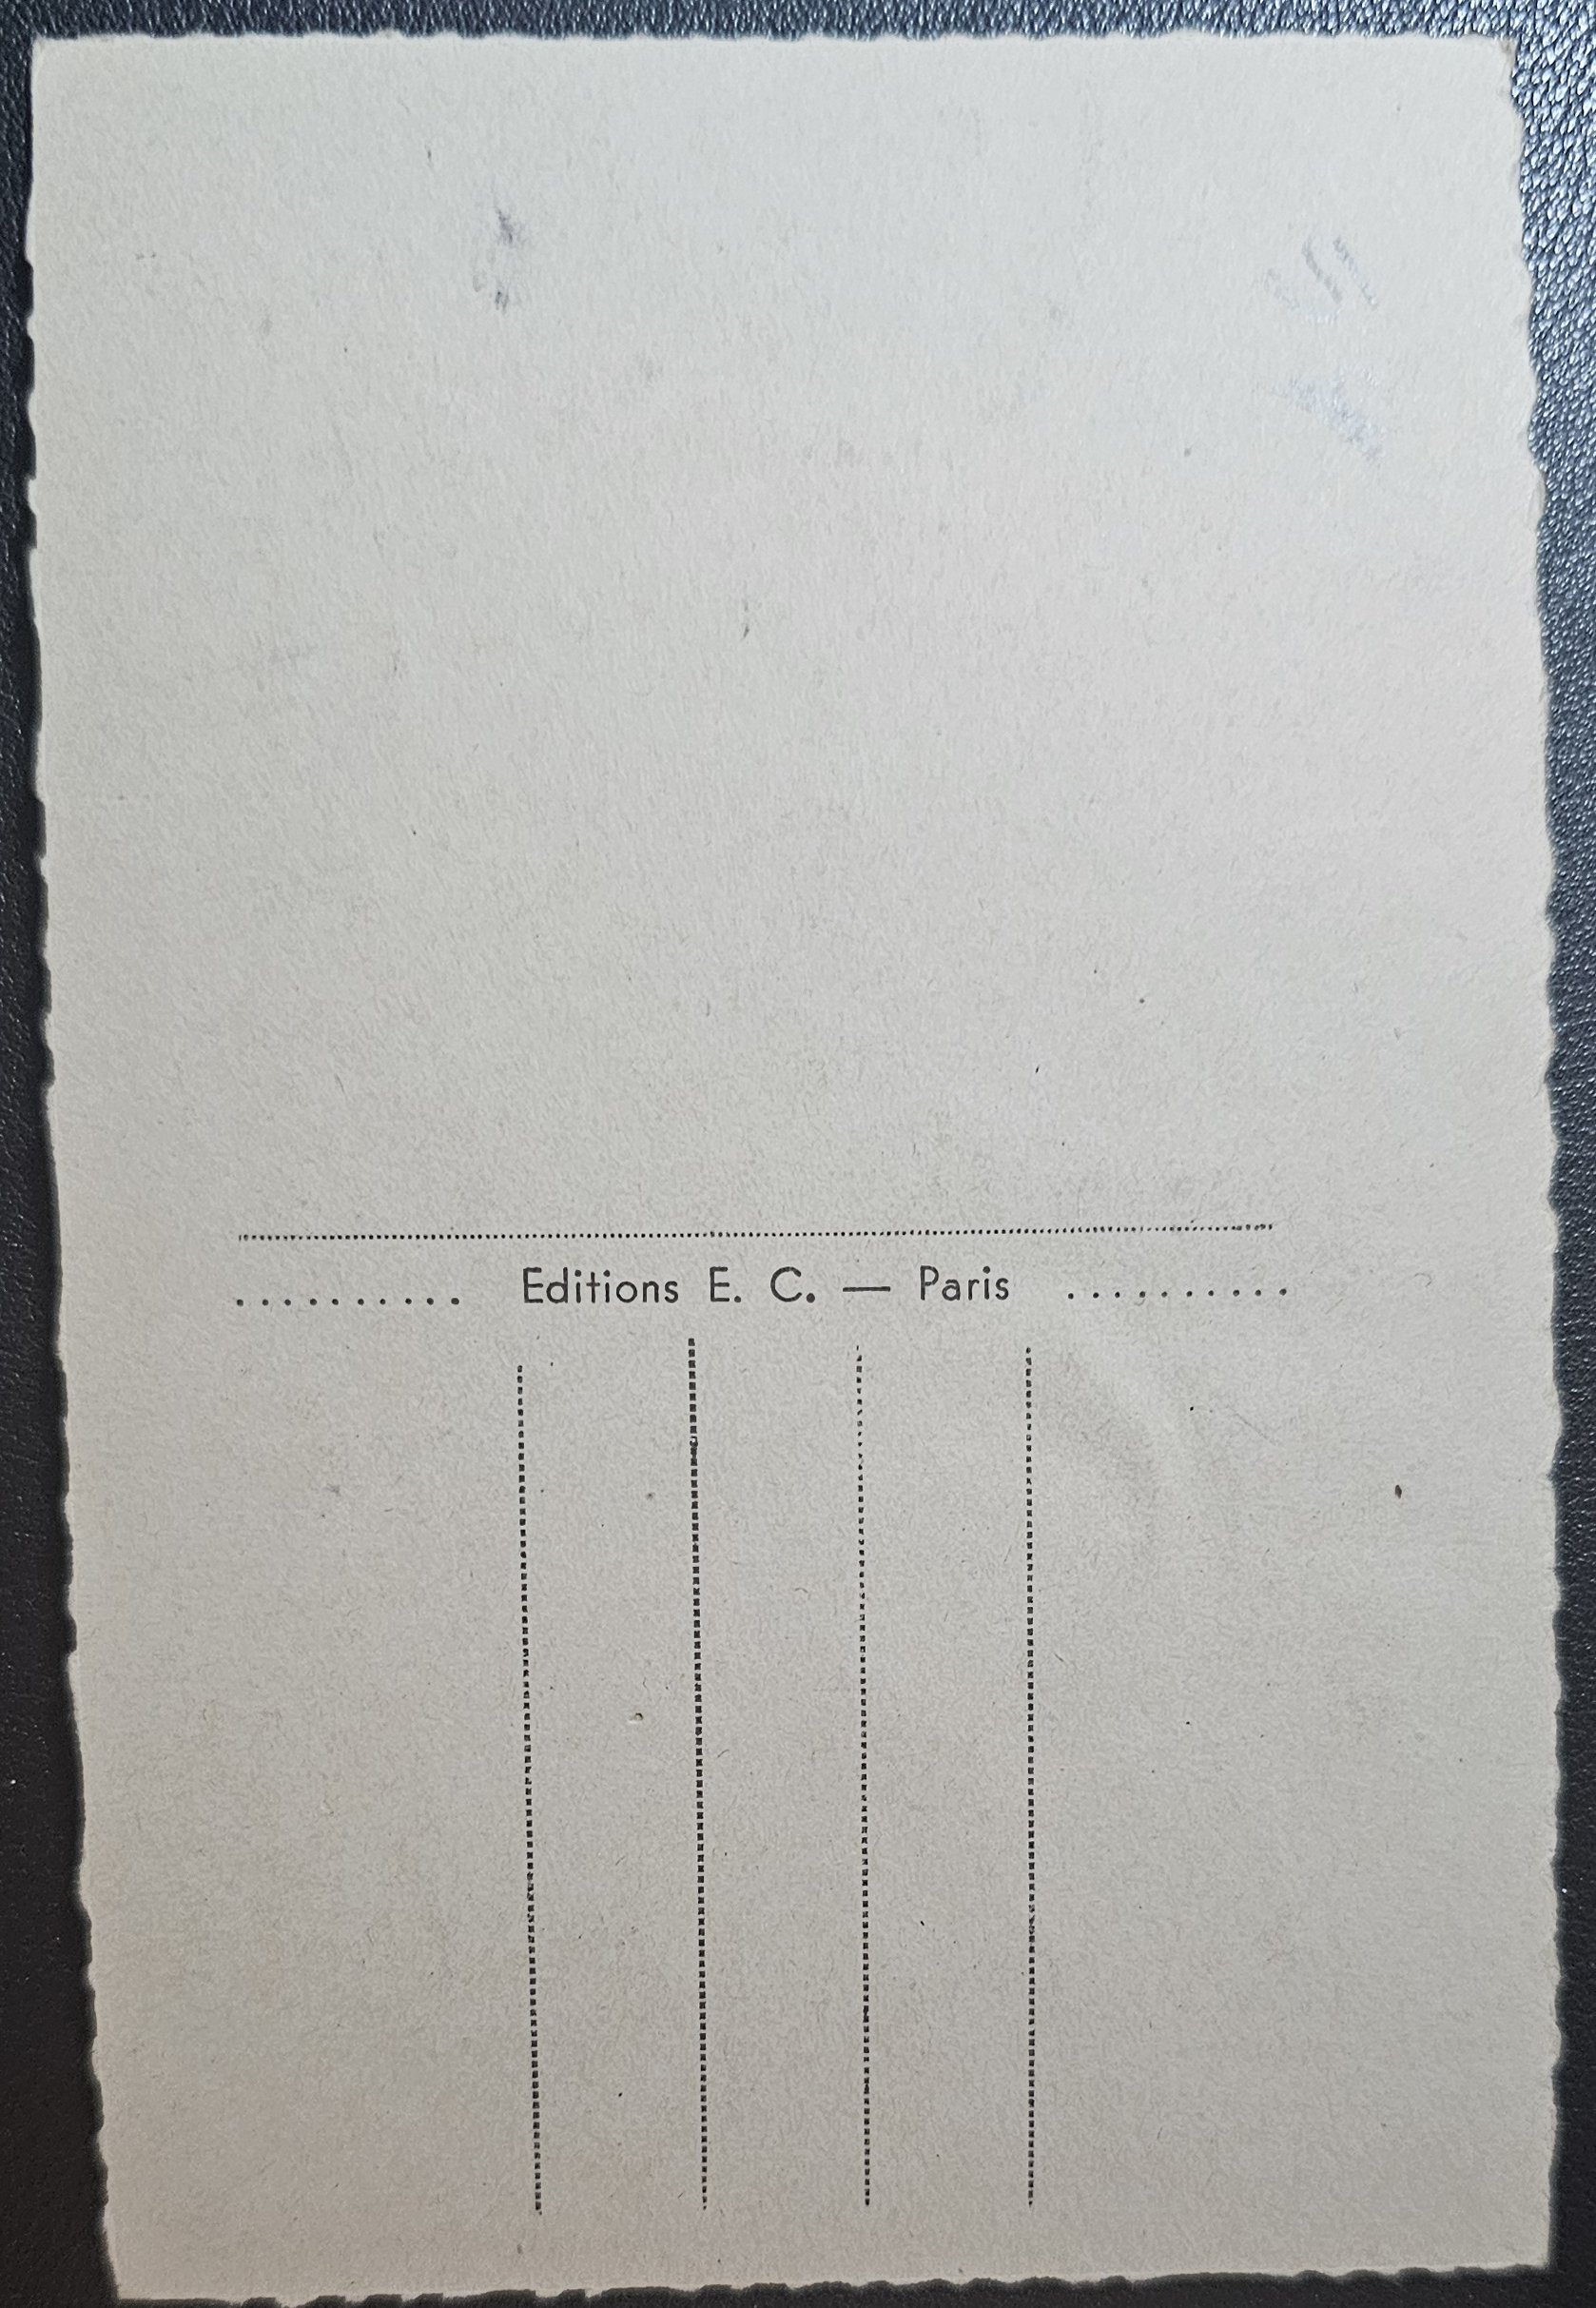 .......... Editions E. C. — Paris ..........